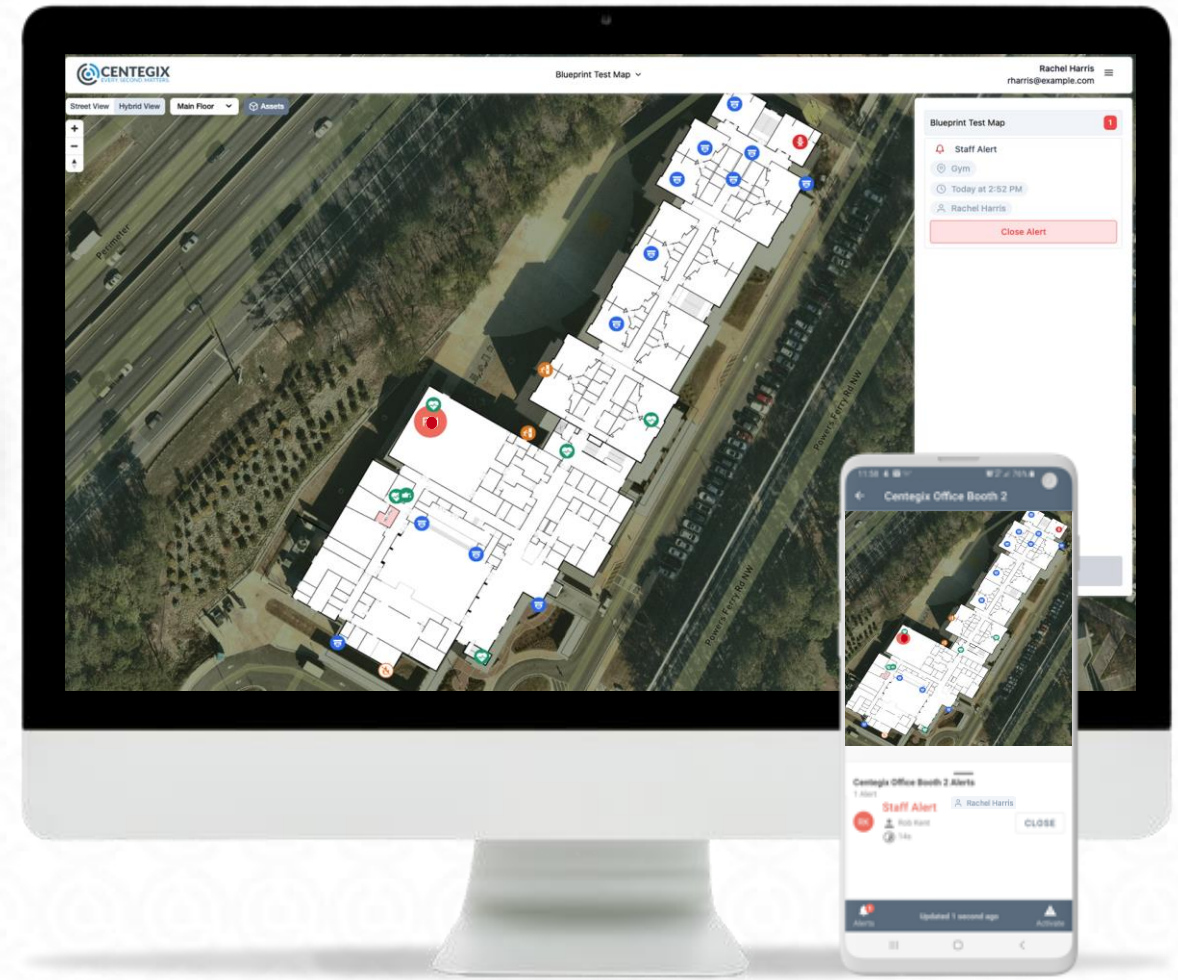 CENTEGIX
EVERY SECOND MATTERS
Blueprint Test Map
Rachel Harris
rharris@example.com
Street View Hybrid View Main Floor Assets
Blueprint Test Map 1
Staff Alert
Gym
Today at 2:52 PM
Rachel Harris
Close Alert
Perimeter
Powers Ferry Rd NW
Powers Ferry Rd NW
11:58 76%
Centegix Office Booth 2
Centegix Office Booth 2 Alerts
1 Alert
Staff Alert Rachel Harris
RK Rob Kent CLOSE
14s
Alerts Updated 1 second ago Activate